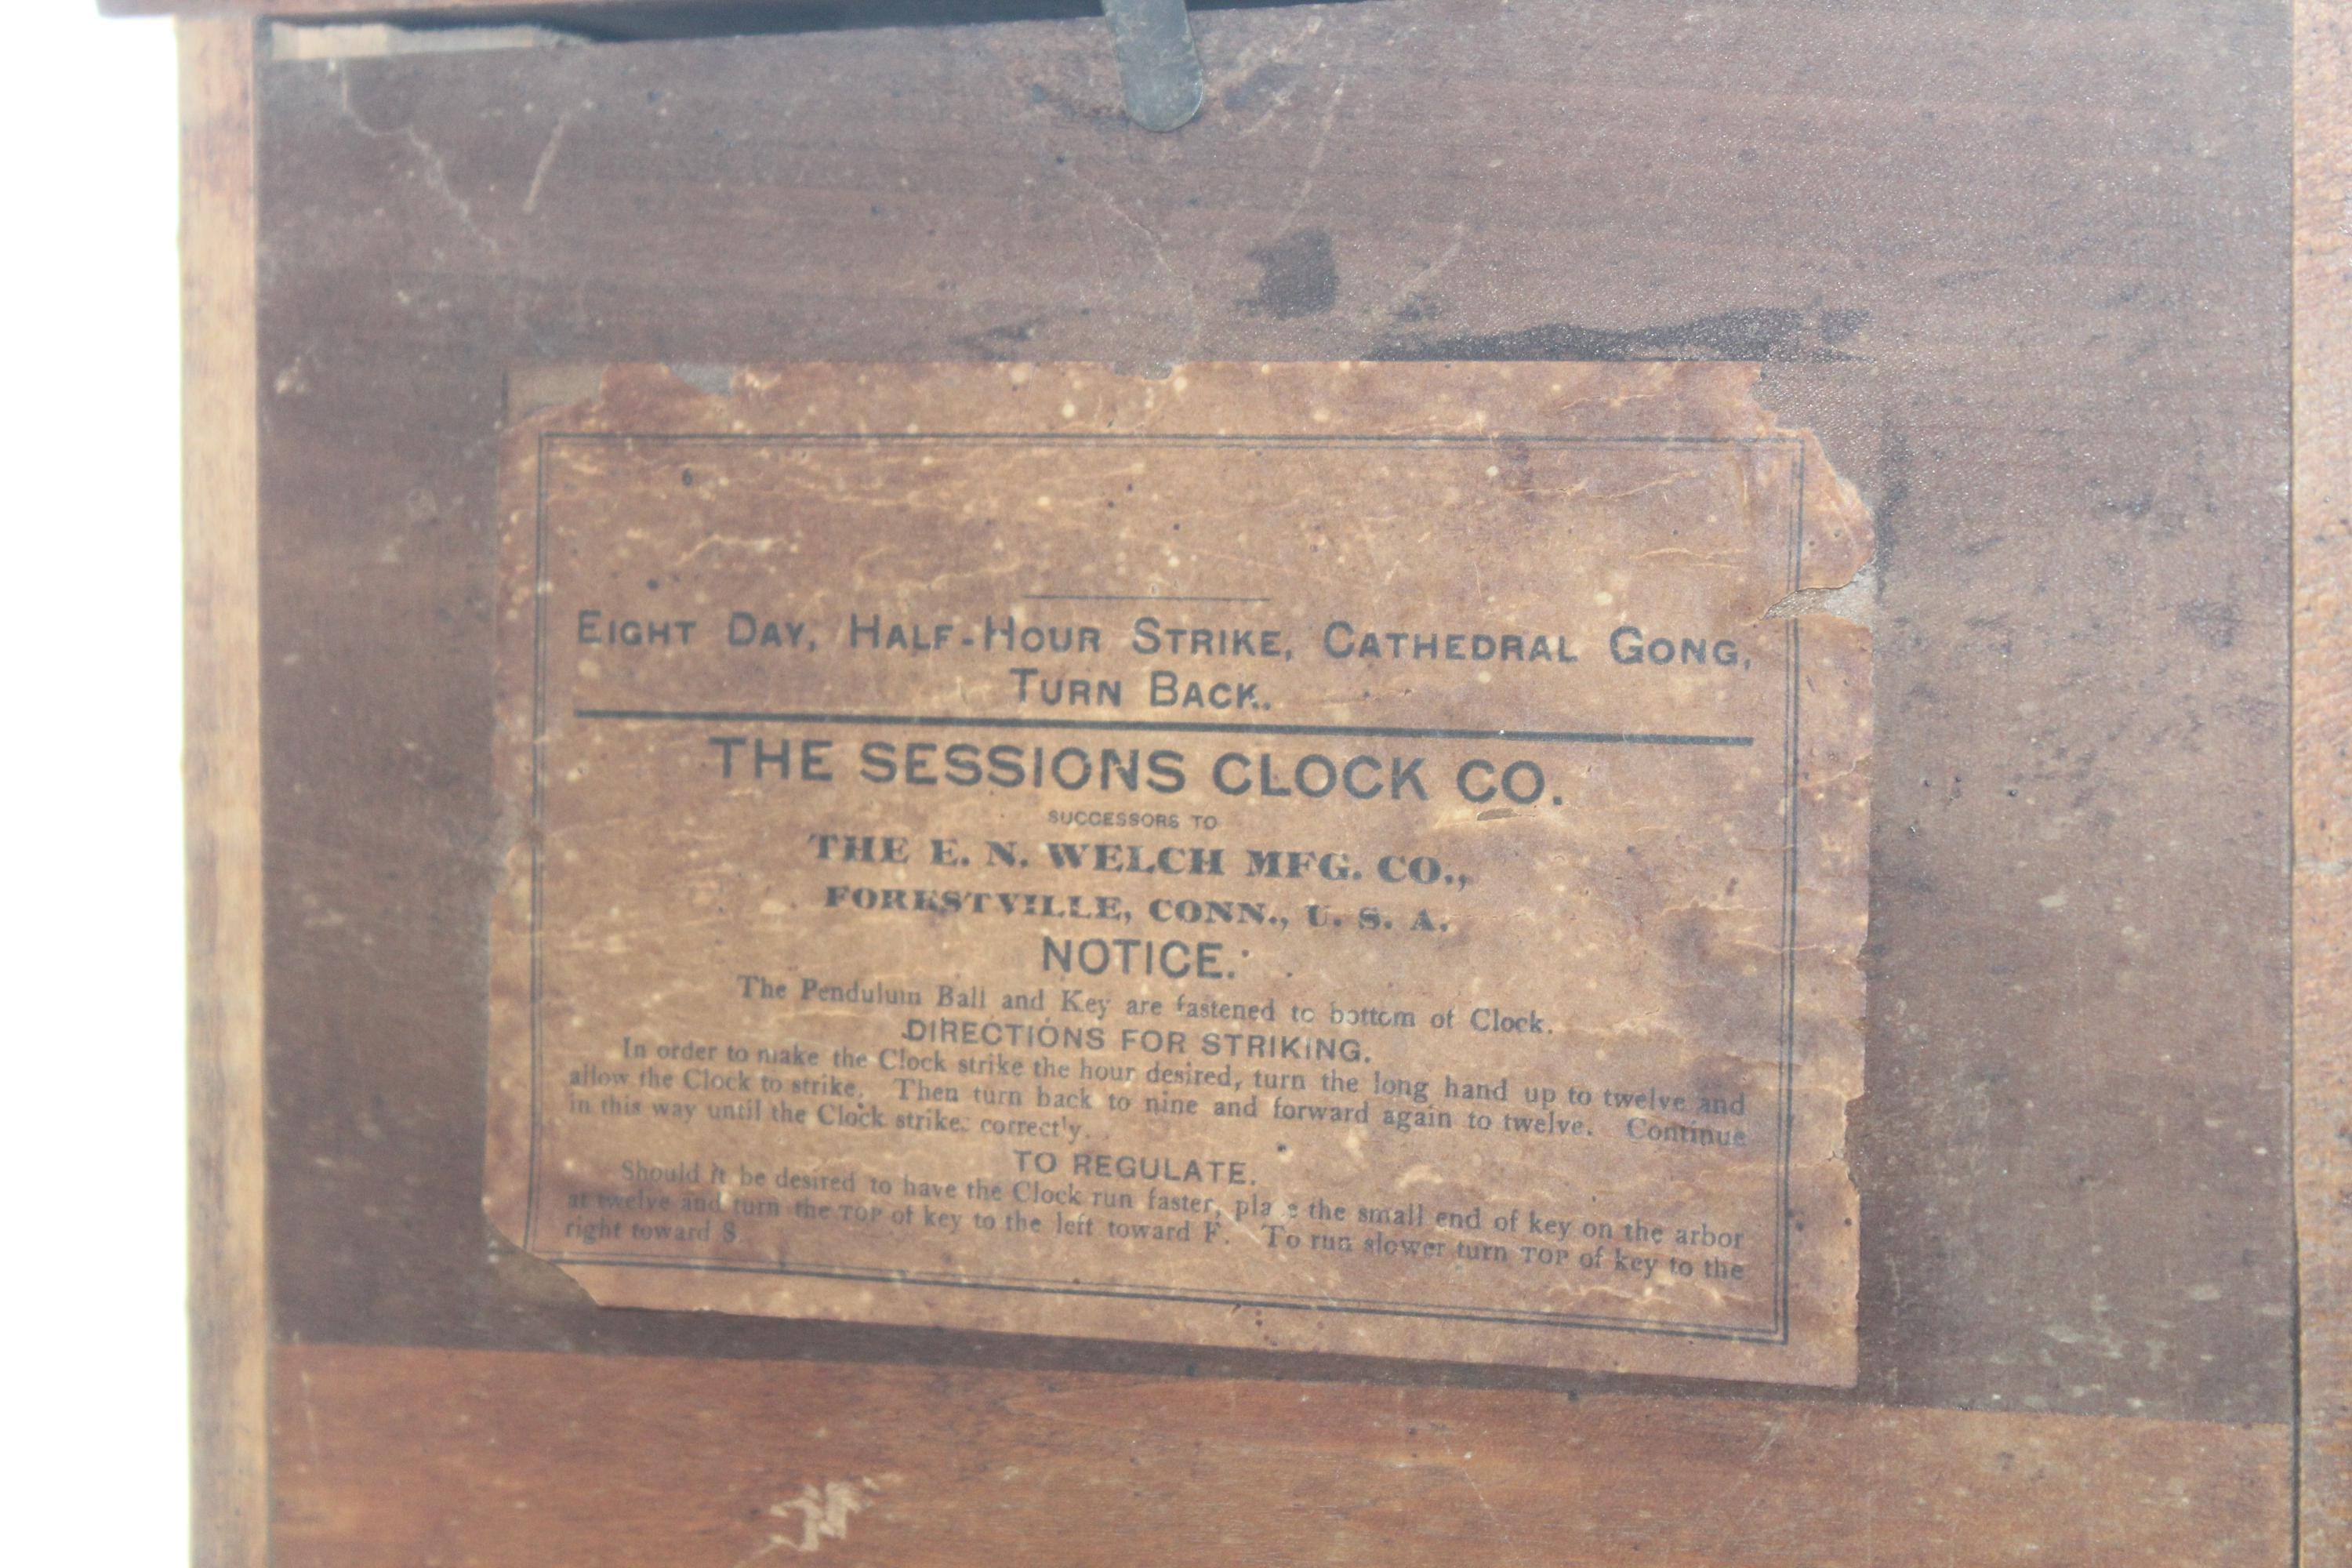 EIGHT DAY, HALF-HOUR STRIKE, CATHEDRAL GONG,
TURN BACK.
THE SESSIONS CLOCK CO.
SUCCESSORS TO
THE E. N. WELCH MFG. CO.,
FORESTVILLE, CONN., U. S. A.
NOTICE.
The Pendulum Ball and Key are fastened to bottom of Clock.
DIRECTIONS FOR STRIKING.
In order to make the Clock strike the hour desired, turn the long hand up to twelve and
allow the Clock to strike. Then turn back to nine and forward again to twelve. Continue
in this way until the Clock strikes correctly.
TO REGULATE.
Should it be desired to have the Clock run faster, place the small end of key on the arbor
at twelve and turn the TOP of key to the left toward F. To run slower turn TOP of key to the
right toward S.